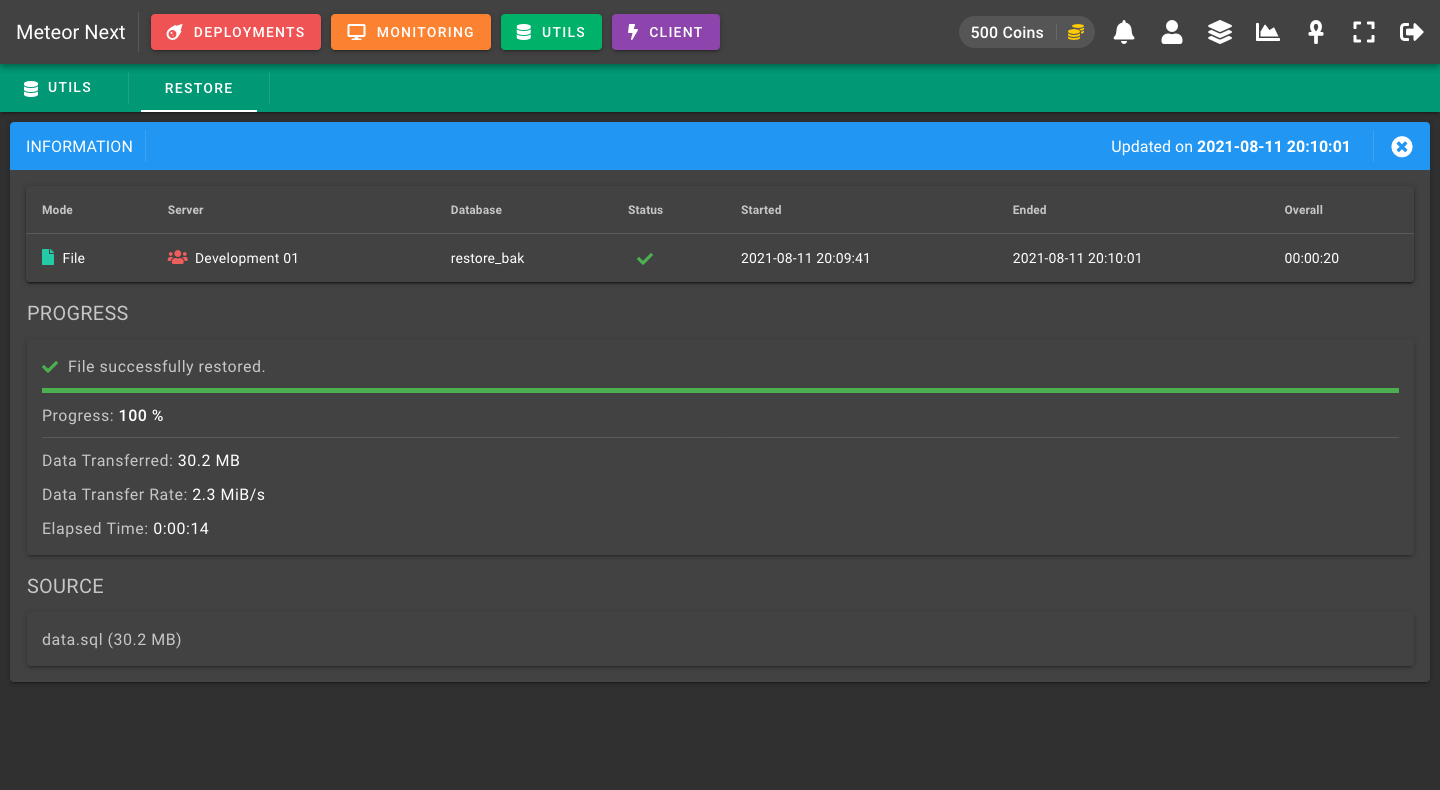 Meteor Next DEPLOYMENTS MONITORING UTILS CLIENT 500 Coins
UTILS RESTORE
INFORMATION Updated on 2021-08-11 20:10:01
Mode Server Database Status Started Ended Overall
File Development 01 restore_bak 2021-08-11 20:09:41 2021-08-11 20:10:01 00:00:20
PROGRESS
File successfully restored.
Progress: 100 %
Data Transferred: 30.2 MB
Data Transfer Rate: 2.3 MiB/s
Elapsed Time: 0:00:14
SOURCE
data.sql (30.2 MB)